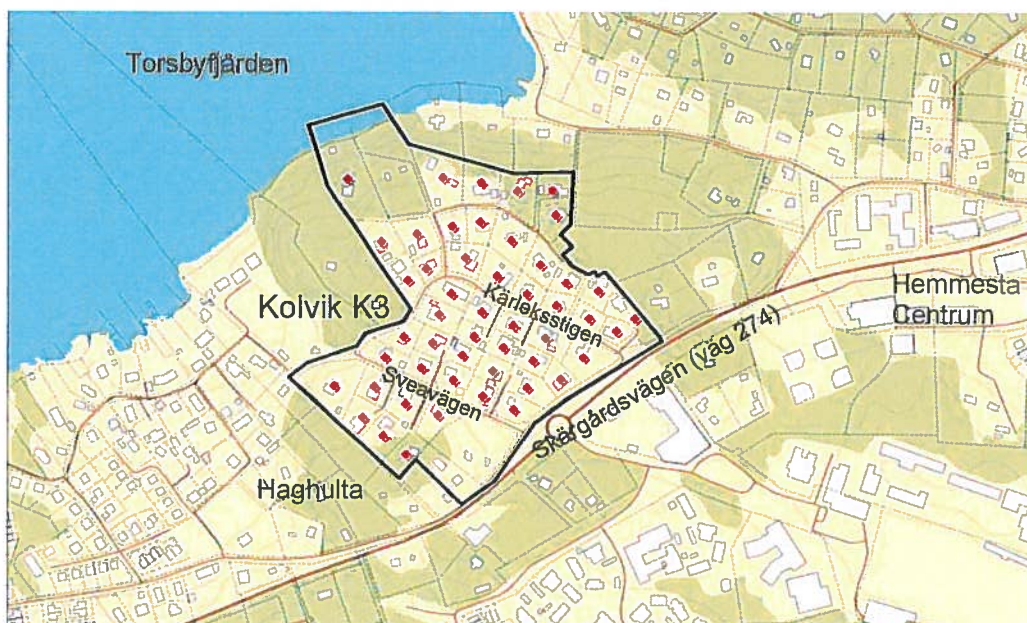 Torsbyfjärden
Kolvik K3
Kärleksstigen
Hemmesta
Centrum
Sveavägen
Skärgårdsvägen (väg 274)
Haghulta